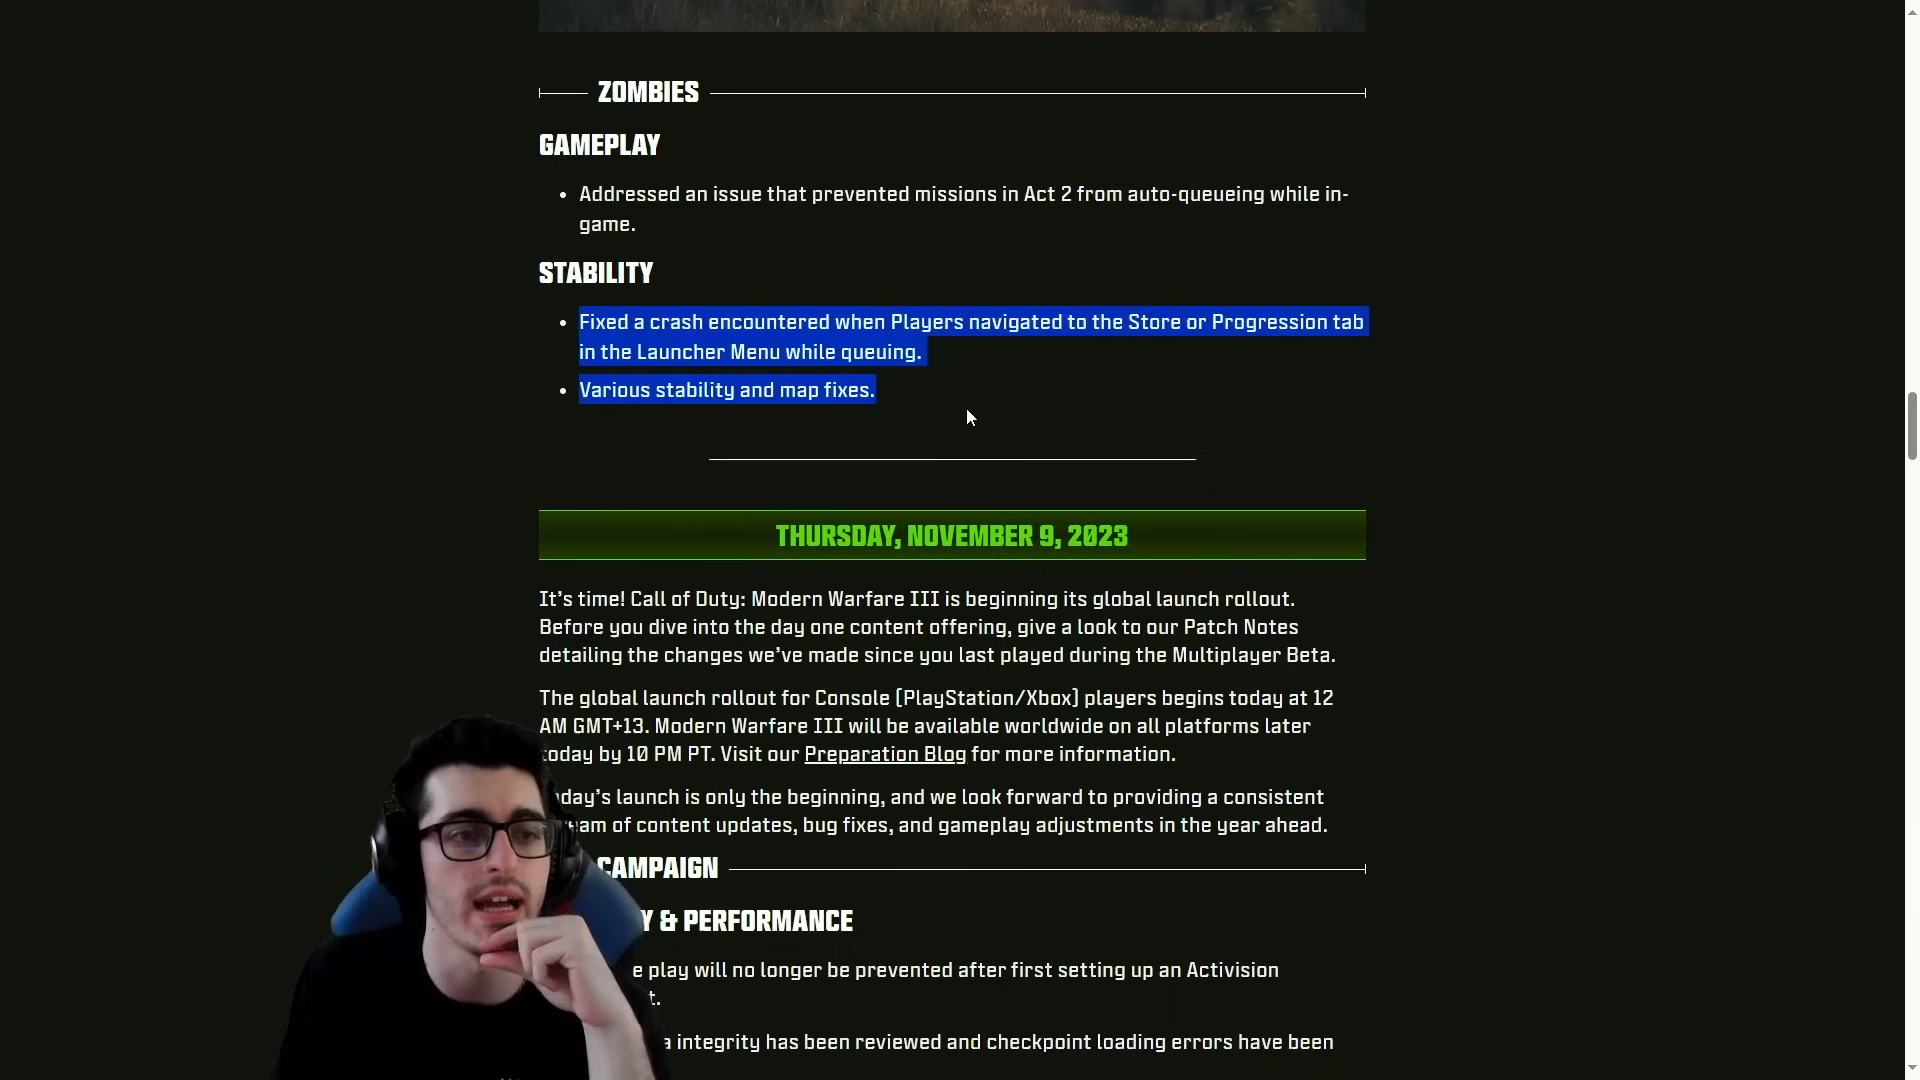 ZOMBIES
GAMEPLAY
• Addressed an issue that prevented missions in Act 2 from auto-queueing while in-
game.
STABILITY
• Fixed a crash encountered when Players navigated to the Store or Progression tab
in the Launcher Menu while queuing.
• Various stability and map fixes.
THURSDAY, NOVEMBER 9, 2023
It’s time! Call of Duty: Modern Warfare III is beginning its global launch rollout.
Before you dive into the day one content offering, give a look to our Patch Notes
detailing the changes we’ve made since you last played during the Multiplayer Beta.
The global launch rollout for Console (PlayStation/Xbox) players begins today at 12
AM GMT+13. Modern Warfare III will be available worldwide on all platforms later
today by 10 PM PT. Visit our Preparation Blog for more information.
day’s launch is only the beginning, and we look forward to providing a consistent
eam of content updates, bug fixes, and gameplay adjustments in the year ahead.
CAMPAIGN
Y & PERFORMANCE
e play will no longer be prevented after first setting up an Activision
t.
a integrity has been reviewed and checkpoint loading errors have been